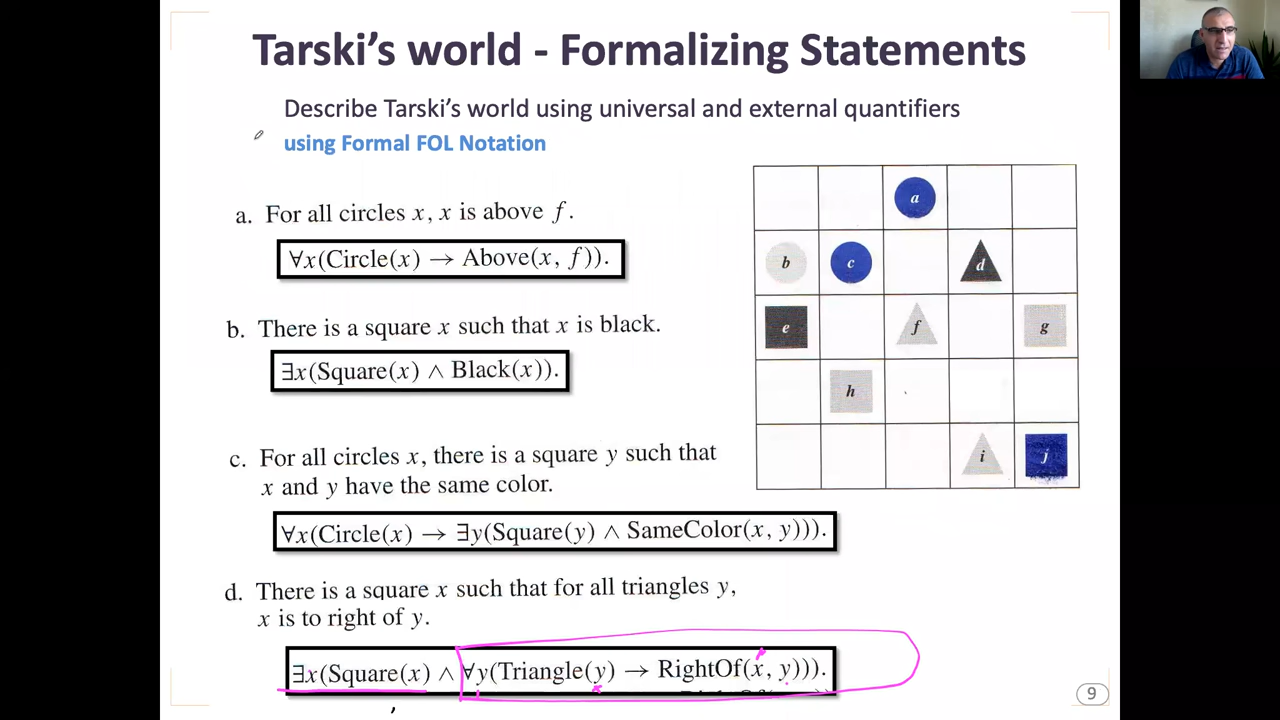 Tarski's world - Formalizing Statements
Describe Tarski's world using universal and external quantifiers
using Formal FOL Notation
a. For all circles x, x is above f.
∀x(Circle(x) → Above(x, f)).
b. There is a square x such that x is black.
∃x(Square(x) ∧ Black(x)).
c. For all circles x, there is a square y such that
x and y have the same color.
∀x(Circle(x) → ∃y(Square(y) ∧ SameColor(x, y))).
d. There is a square x such that for all triangles y,
x is to right of y.
∃x(Square(x) ∧ ∀y(Triangle(y) → RightOf(x, y))).
a
b c d
e f g
h
i j
9